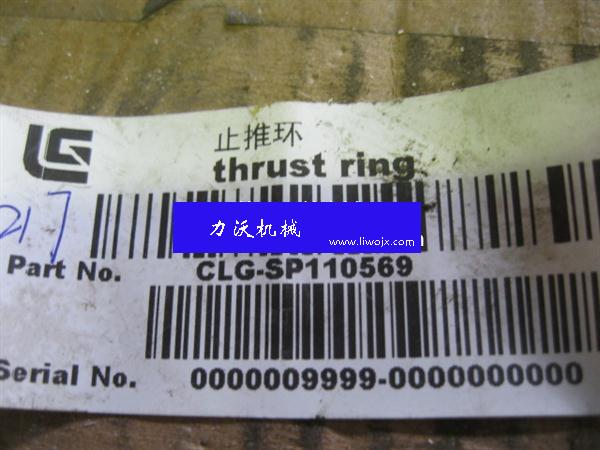 止推环
thrust ring
217
力沃机械
www.liwojx.com
Part No. CLG-SP110569
Serial No. 0000009999-0000000000